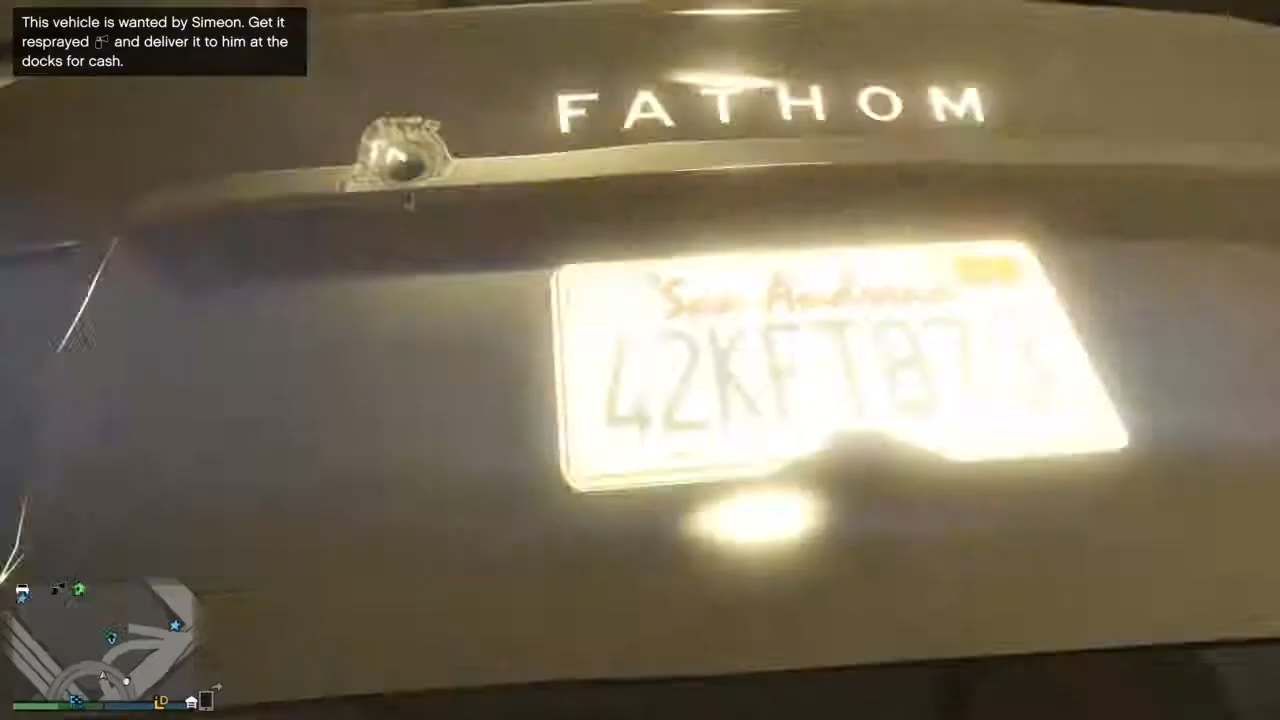 This vehicle is wanted by Simeon. Get it
resprayed and deliver it to him at the
docks for cash.
FATHOM
San Andreas